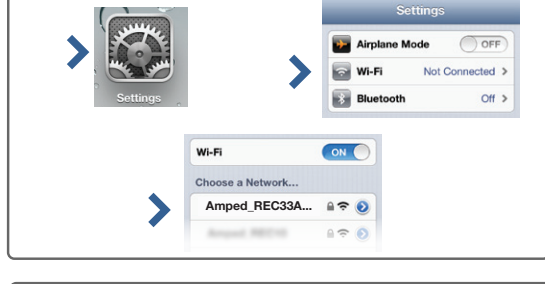 Settings
Settings
Airplane Mode OFF
Wi-Fi Not Connected
Bluetooth Off
Wi-Fi ON
Choose a Network...
Amped_REC33A...